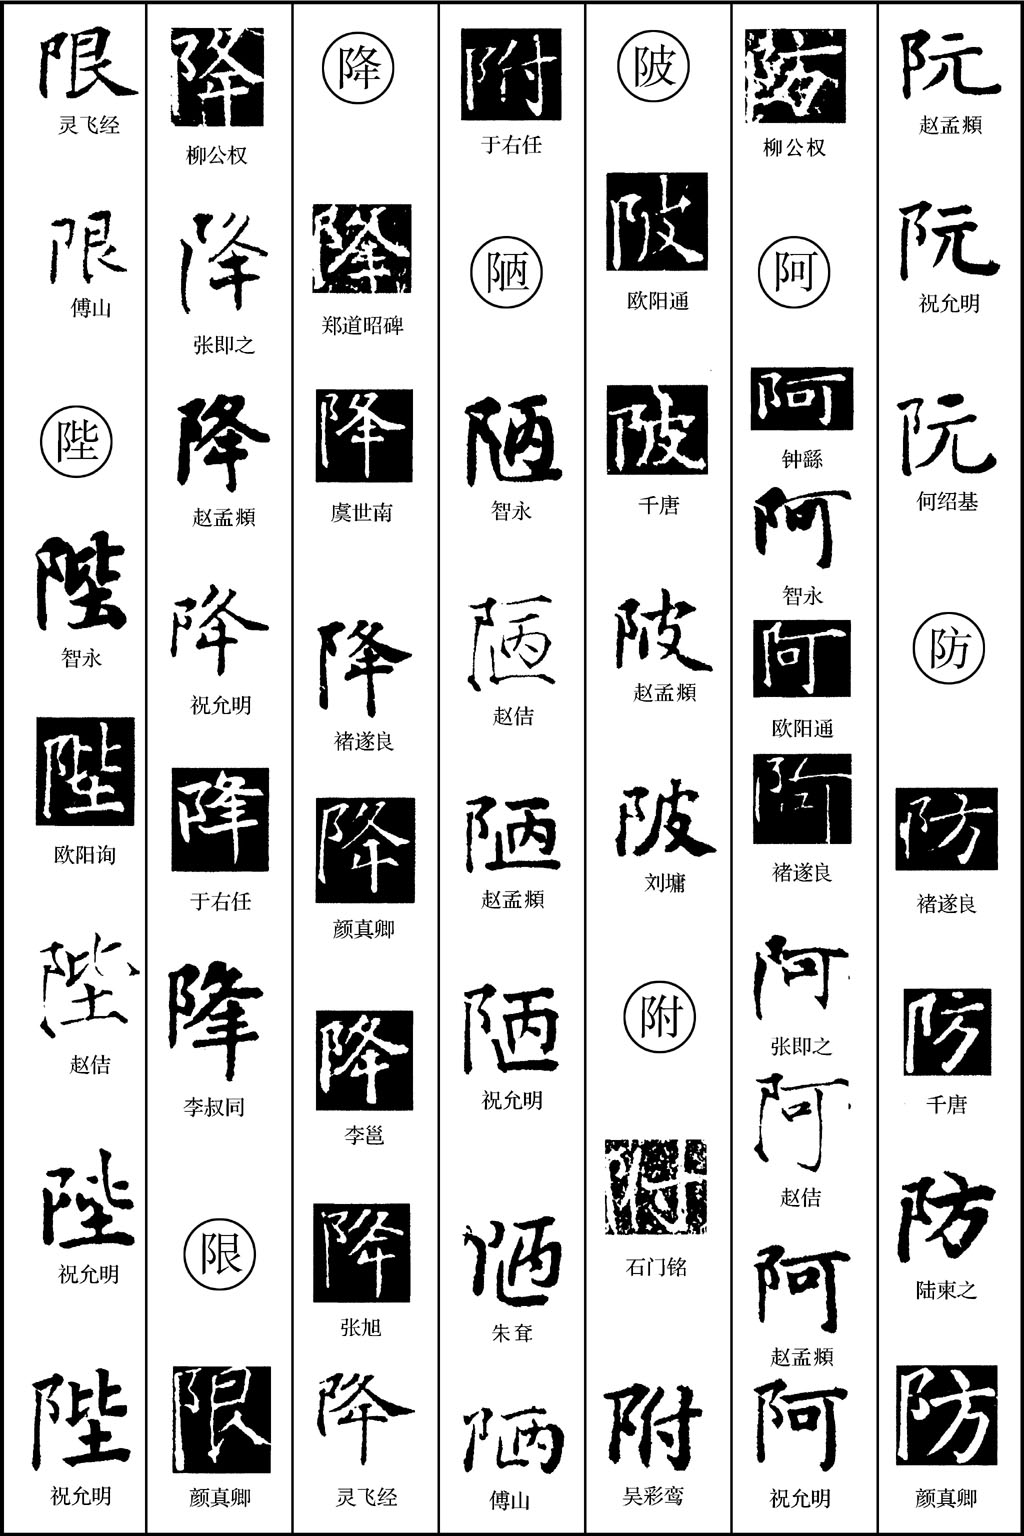 阮
赵孟頫
阮
祝允明
阮
何绍基
防
防
褚遂良
防
千唐
防
陆柬之
防
颜真卿
防
柳公权
阿
阿
钟繇
阿
智永
阿
欧阳通
阿
褚遂良
阿
张即之
阿
赵佶
阿
赵孟頫
阿
祝允明
陂
陂
欧阳通
陂
千唐
陂
赵孟頫
陂
刘墉
附
附
石门铭
附
吴彩鸾
附
于右任
陋
陋
智永
陋
赵佶
陋
赵孟頫
陋
祝允明
陋
朱耷
陋
傅山
降
降
郑道昭碑
降
虞世南
降
褚遂良
降
颜真卿
降
李邕
降
张旭
降
灵飞经
降
柳公权
降
张即之
降
赵孟頫
降
祝允明
降
于右任
降
李叔同
限
限
颜真卿
限
灵飞经
限
傅山
陛
陛
智永
陛
欧阳询
陛
赵佶
陛
祝允明
陛
祝允明